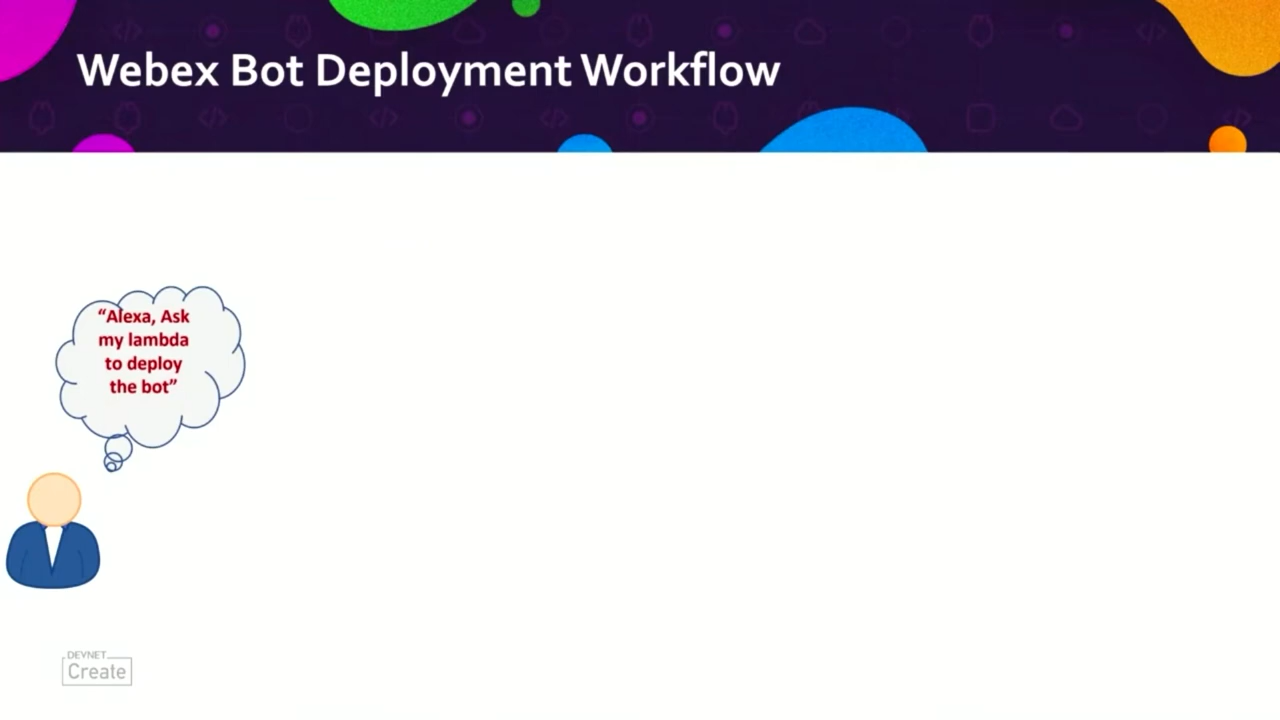 Webex Bot Deployment Workflow
“Alexa, Ask
my lambda
to deploy
the bot”
DEVNET
Create